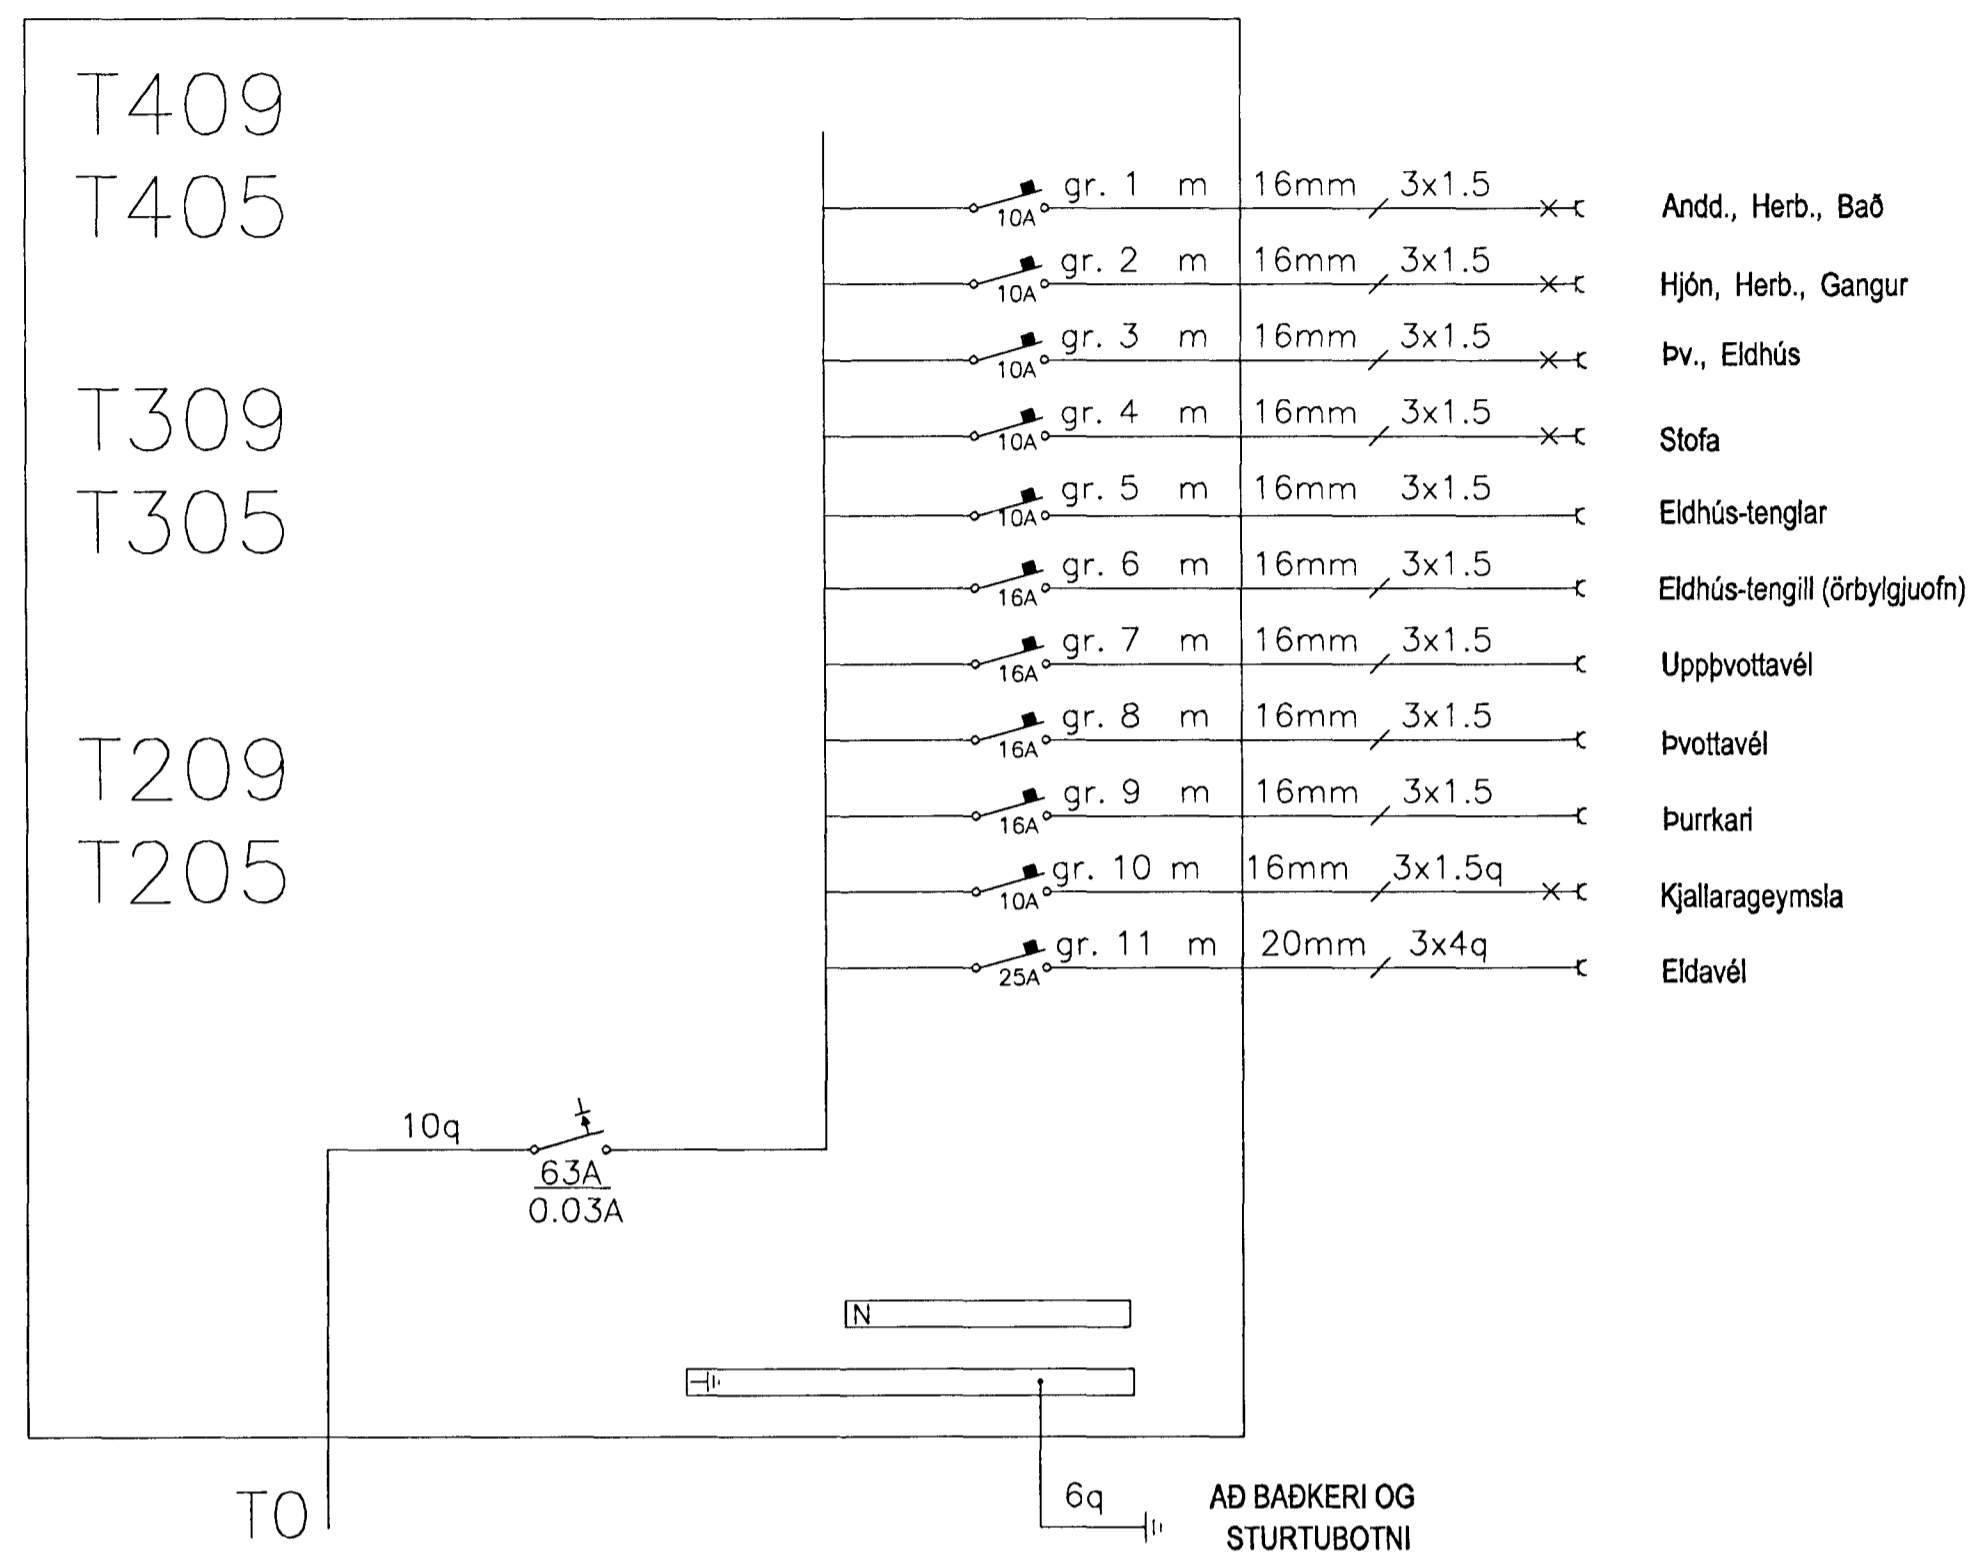 T409
T405
T309
T305
T209
T205
gr. 1 m 16mm 3x1.5 Andd., Herb., Bað
10A
gr. 2 m 16mm 3x1.5 Hjón, Herb., Gangur
10A
gr. 3 m 16mm 3x1.5 Þv., Eldhús
10A
gr. 4 m 16mm 3x1.5 Stofa
10A
gr. 5 m 16mm 3x1.5 Eldhús-tenglar
10A
gr. 6 m 16mm 3x1.5 Eldhús-tengill (örbylgjuofn)
16A
gr. 7 m 16mm 3x1.5 Uppþvottavél
16A
gr. 8 m 16mm 3x1.5 Þvottavél
16A
gr. 9 m 16mm 3x1.5 Þurrkari
16A
gr. 10 m 16mm 3x1.5q Kjallarageymsla
10A
gr. 11 m 20mm 3x4q Eldavél
25A
10q
63A
0.03A
N
T0
6q
AÐ BAÐKERI OG
STURTUBOTNI